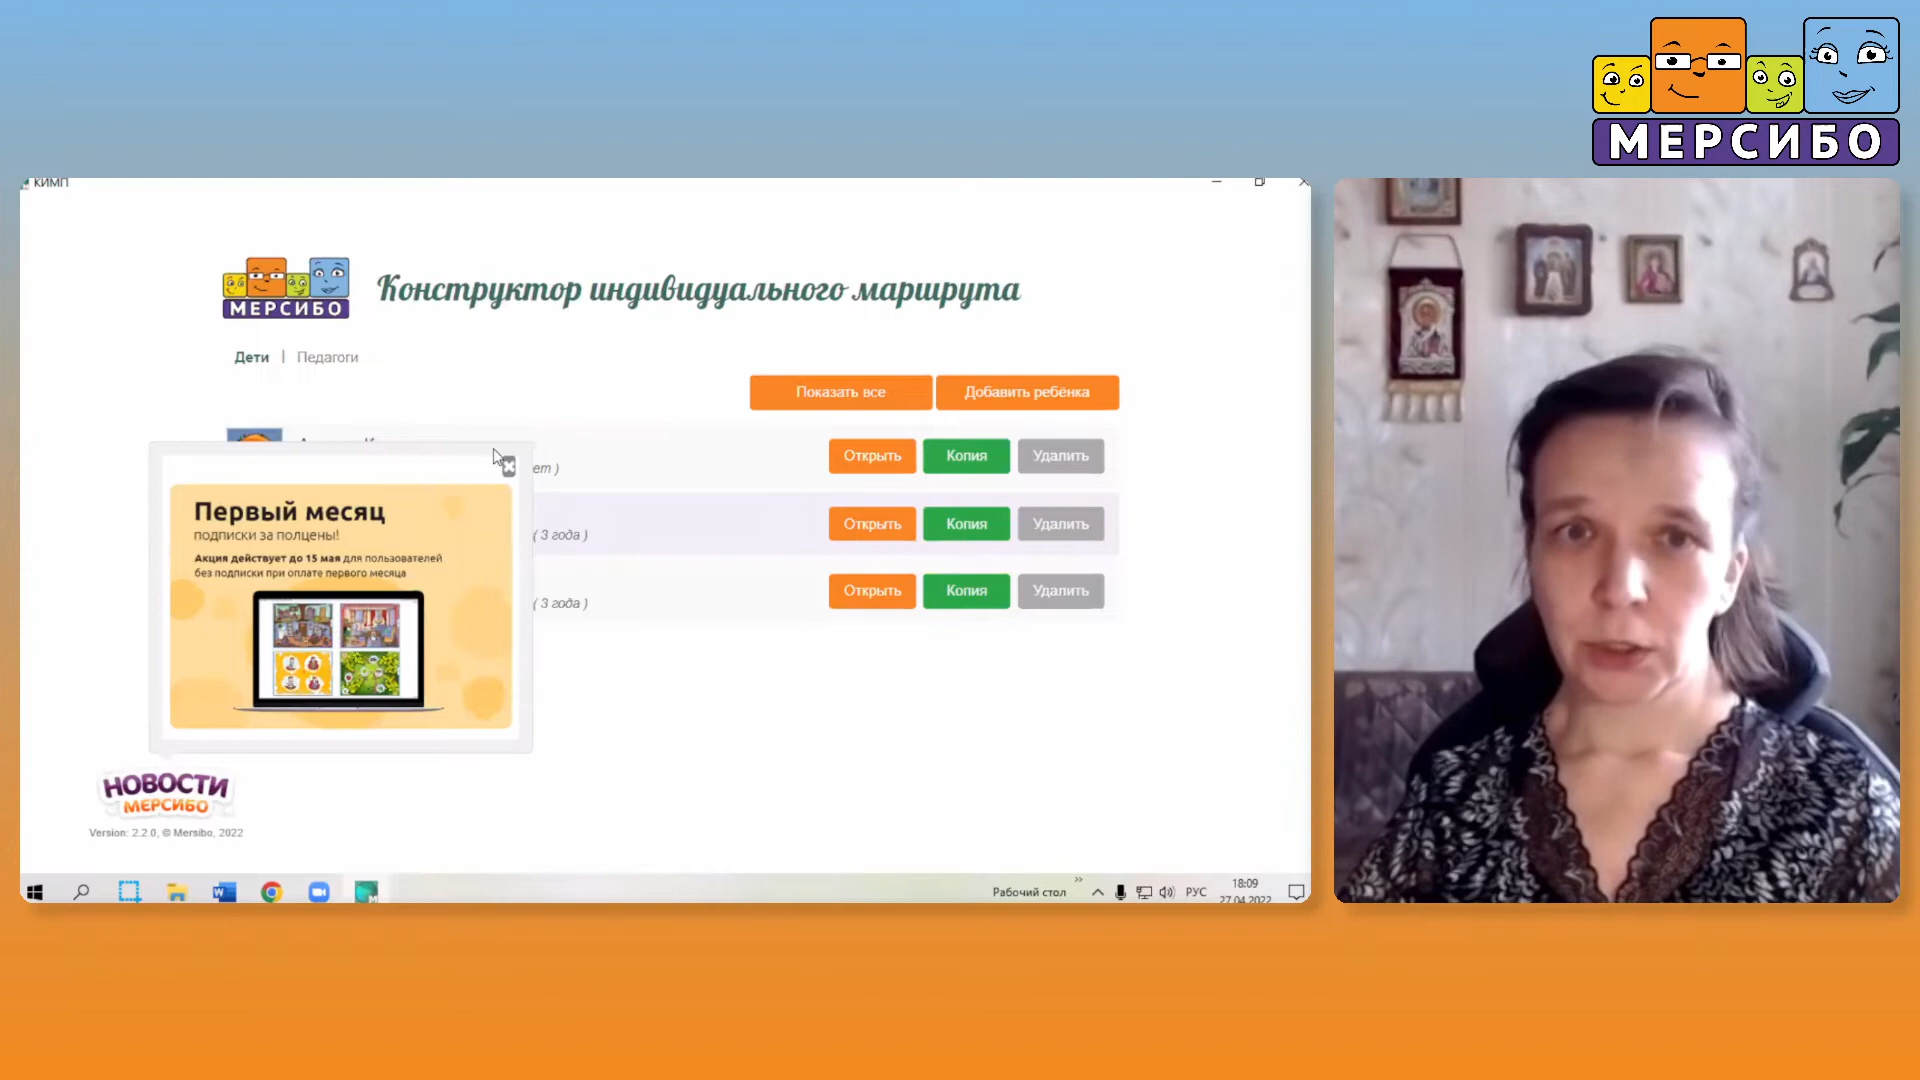 МЕРСИБО
КИМП
МЕРСИБО
Конструктор индивидуального маршрута
Дети | Педагоги
Показать все
Добавить ребёнка
ет )
Открыть
Копия
Удалить
( 3 года )
Открыть
Копия
Удалить
( 3 года )
Открыть
Копия
Удалить
Первый месяц
подписки за полцены!
Акция действует до 15 мая для пользователей
без подписки при оплате первого месяца
НОВОСТИ
МЕРСИБО
Version: 2.2.0, © Mersibo, 2022
Рабочий стол
РУС
18:09
27.04.2022